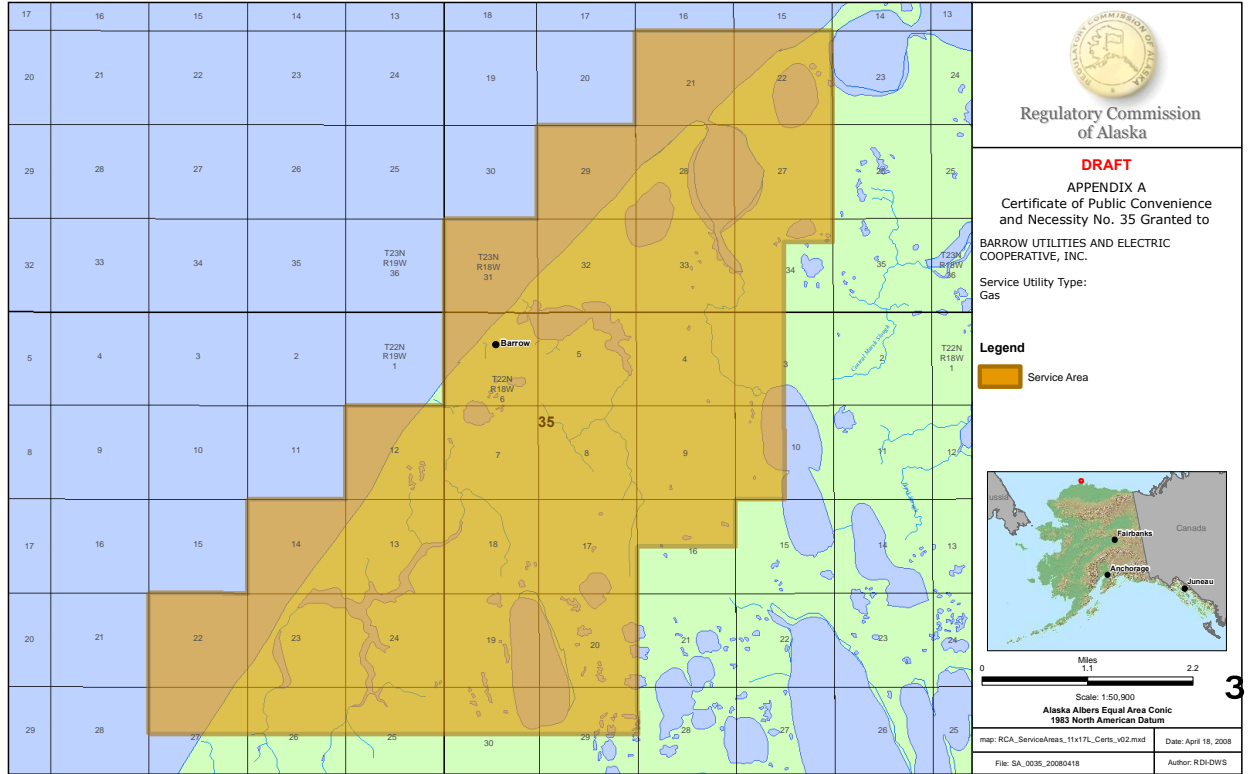 17 16 15 14 13 18 17 16 15 14 13
20 21 22 23 24 19 20 21 22 23 24
29 28 27 26 25 30 29 28 27 26 25
32 33 34 35 T23N R19W 36 T23N R18W 31 32 33 34 35 T23N R18W 36
5 4 3 2 T22N R19W 1 Barrow T22N R18W 6 5 4 3 2 T22N R18W 1
Central Marsh Slough
35
8 9 10 11 12 7 8 9 10 11 12
17 16 15 14 13 18 17 16 15 14 13
20 21 22 23 24 19 20 21 22 23 24
29 28 27 26 25 30 29 28 27 26 25
REGULATORY COMMISSION OF ALASKA
Regulatory Commission
of Alaska
DRAFT
APPENDIX A
Certificate of Public Convenience
and Necessity No. 35 Granted to
BARROW UTILITIES AND ELECTRIC
COOPERATIVE, INC.
Service Utility Type:
Gas
Legend
Service Area
ussia
Canada
Fairbanks
Anchorage
Juneau
Miles
0 1.1 2.2
3
Scale: 1:50,900
Alaska Albers Equal Area Conic
1983 North American Datum
map: RCA_ServiceAreas_11x17L_Certs_v02.mxd
Date: April 18, 2008
File: SA_0035_20080418
Author: RDI-DWS